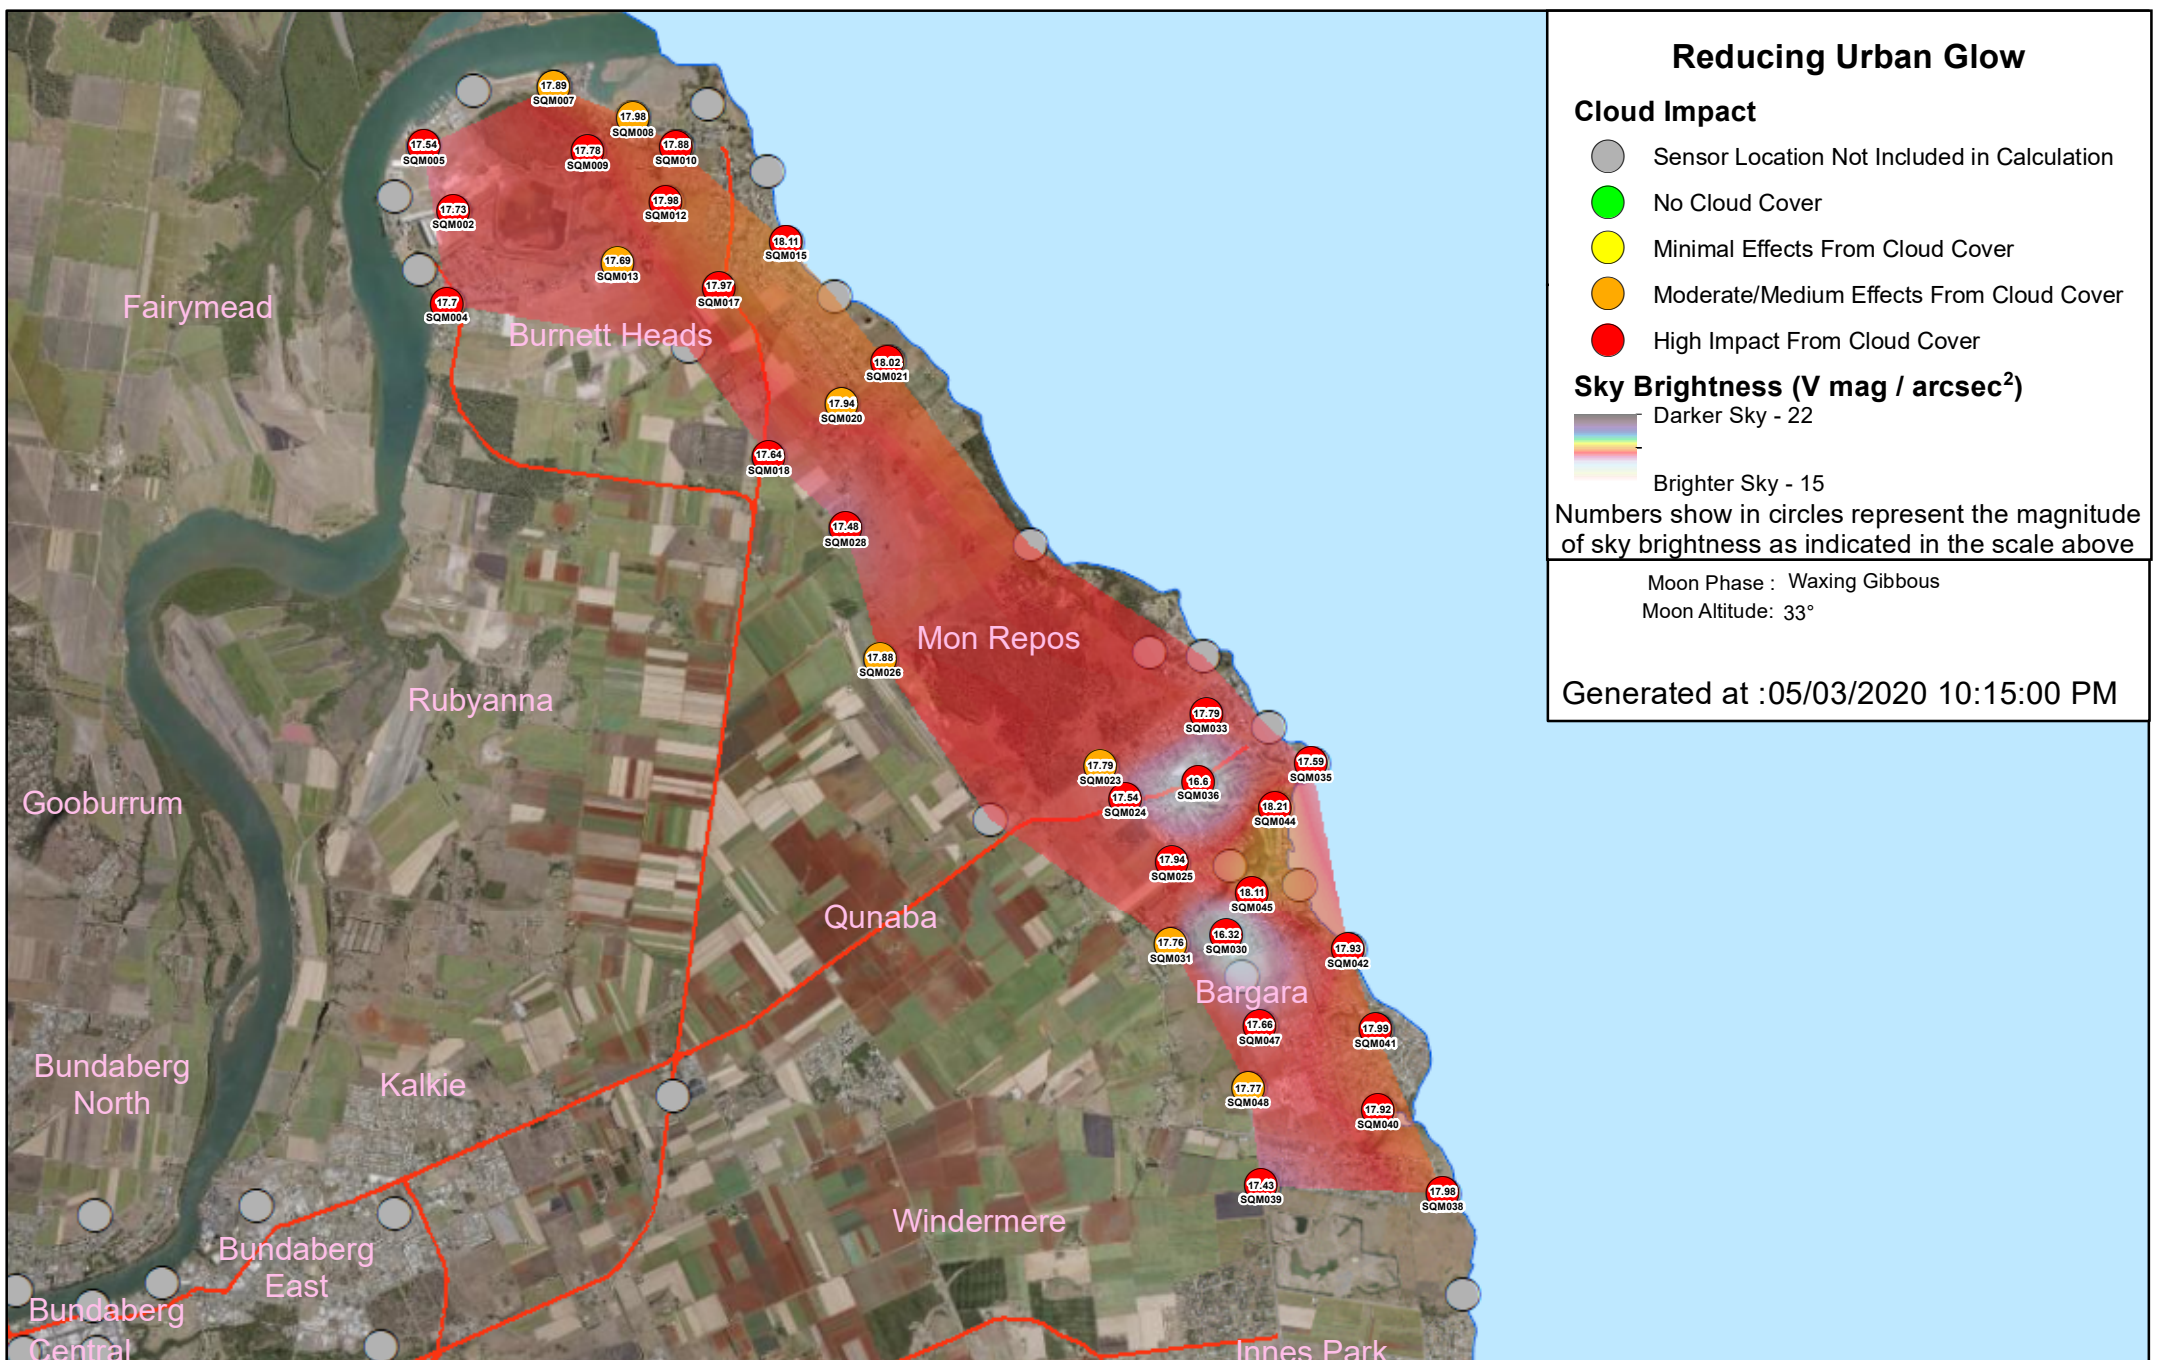 Reducing Urban Glow
Cloud Impact
Sensor Location Not Included in Calculation
No Cloud Cover
Minimal Effects From Cloud Cover
Moderate/Medium Effects From Cloud Cover
High Impact From Cloud Cover
Sky Brightness (V mag / arcsec²)
Darker Sky - 22
Brighter Sky - 15
Numbers show in circles represent the magnitude
of sky brightness as indicated in the scale above
Moon Phase : Waxing Gibbous
Moon Altitude: 33°
Generated at :05/03/2020 10:15:00 PM
17.89
SQM007
17.98
SQM008
17.54
SQM005
17.78
SQM009
17.88
SQM010
17.73
SQM002
17.98
SQM012
18.11
SQM015
17.69
SQM013
17.97
SQM017
17.7
SQM004
Fairymead
Burnett Heads
18.02
SQM021
17.94
SQM020
17.64
SQM018
17.48
SQM028
Mon Repos
17.88
SQM026
Rubyanna
17.79
SQM033
17.79
SQM023
17.54
SQM024
16.6
SQM036
17.59
SQM035
18.21
SQM044
Gooburrum
17.94
SQM025
18.11
SQM045
Qunaba
17.76
SQM031
16.32
SQM030
17.93
SQM042
Bargara
17.66
SQM047
17.99
SQM041
Bundaberg
North
Kalkie
17.77
SQM048
17.92
SQM040
17.43
SQM039
17.98
SQM038
Windermere
Bundaberg
East
Bundaberg
Central
Innes Park